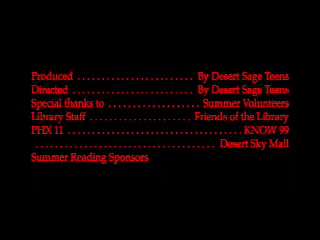 Produced ........................ By Desert Sage Teens
Directed ......................... By Desert Sage Teens
Special thanks to ................... Summer Volunteers
Library Staff ..................... Friends of the Library
PHX 11 .................................... KNOW 99
..................................... Desert Sky Mall
Summer Reading Sponsors